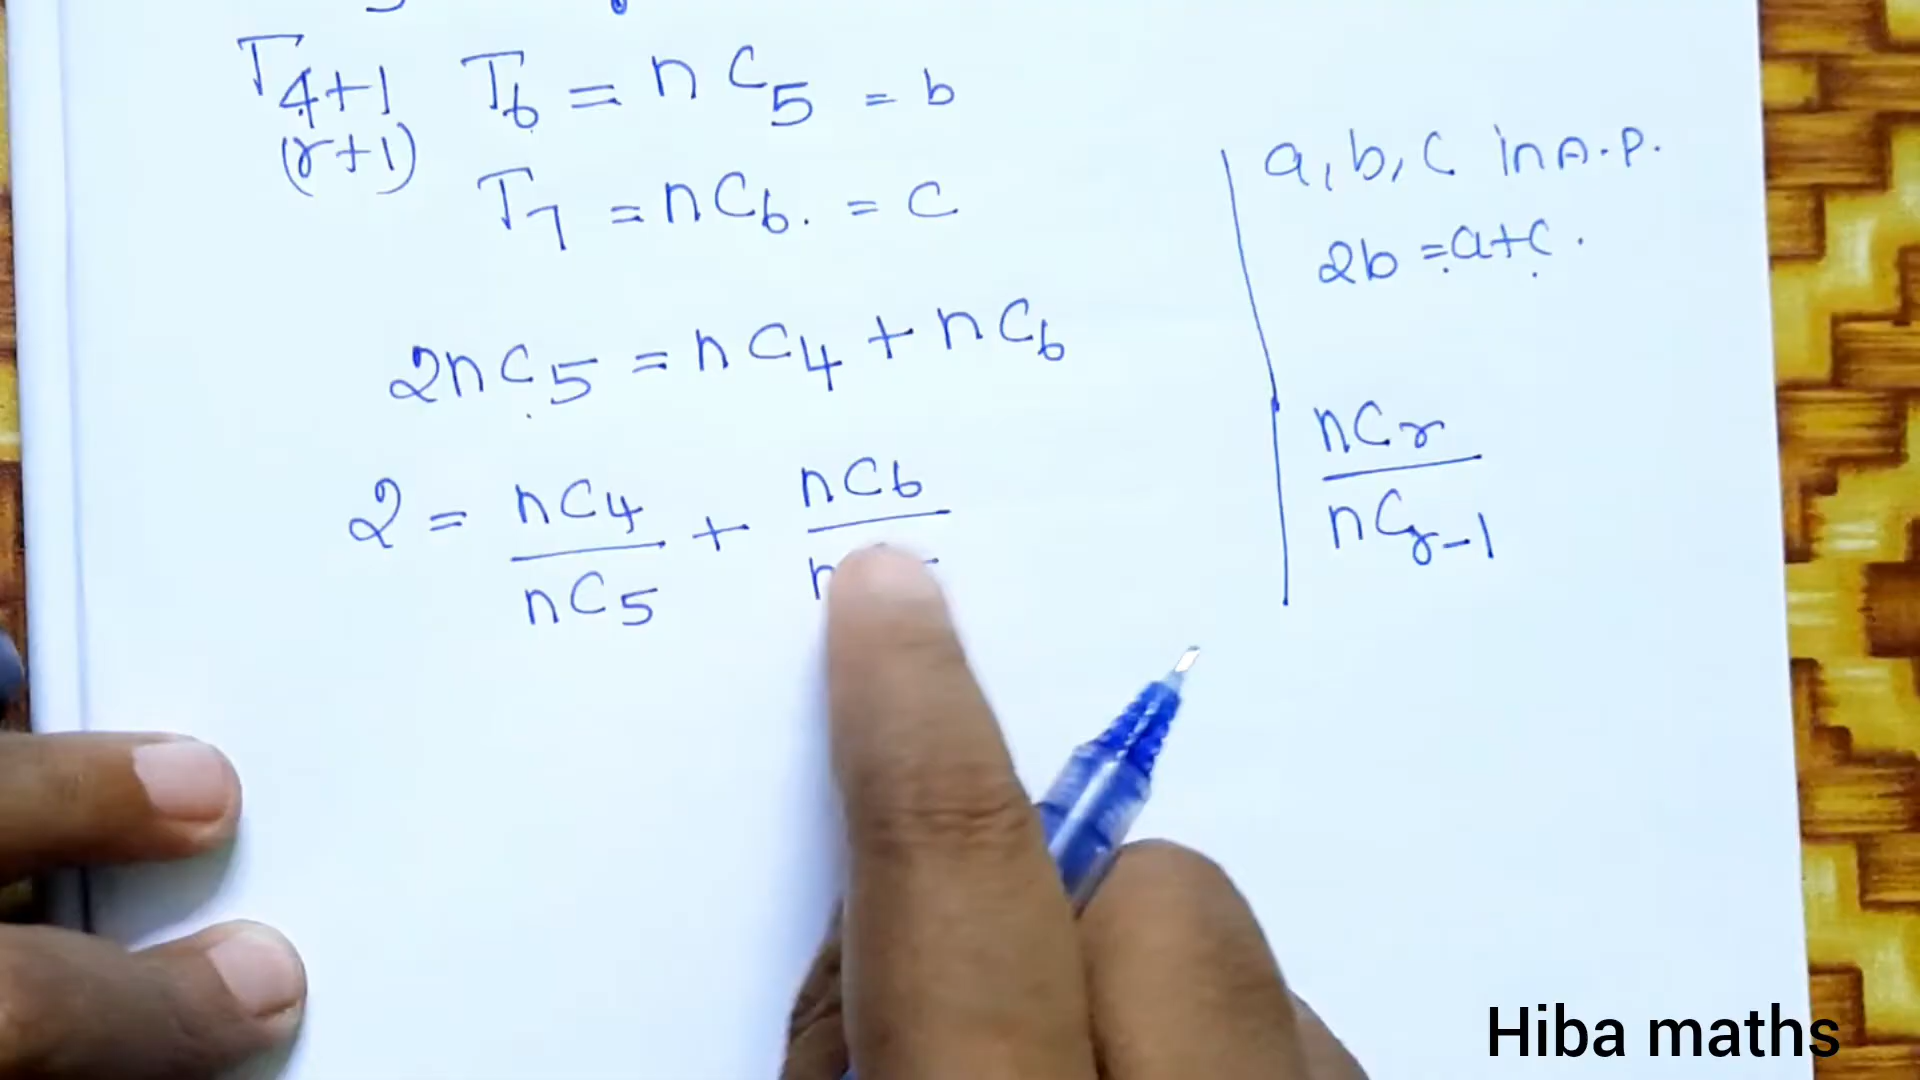 T4+1 T6 = nC5 = b
(r+1)
T7 = nC6. = c
2nC5 = nC4 + nC6
2 = nC4/nC5 + nC6/n
a, b, c in A.P.
2b = a+c.
nCr
nCr-1
Hiba maths